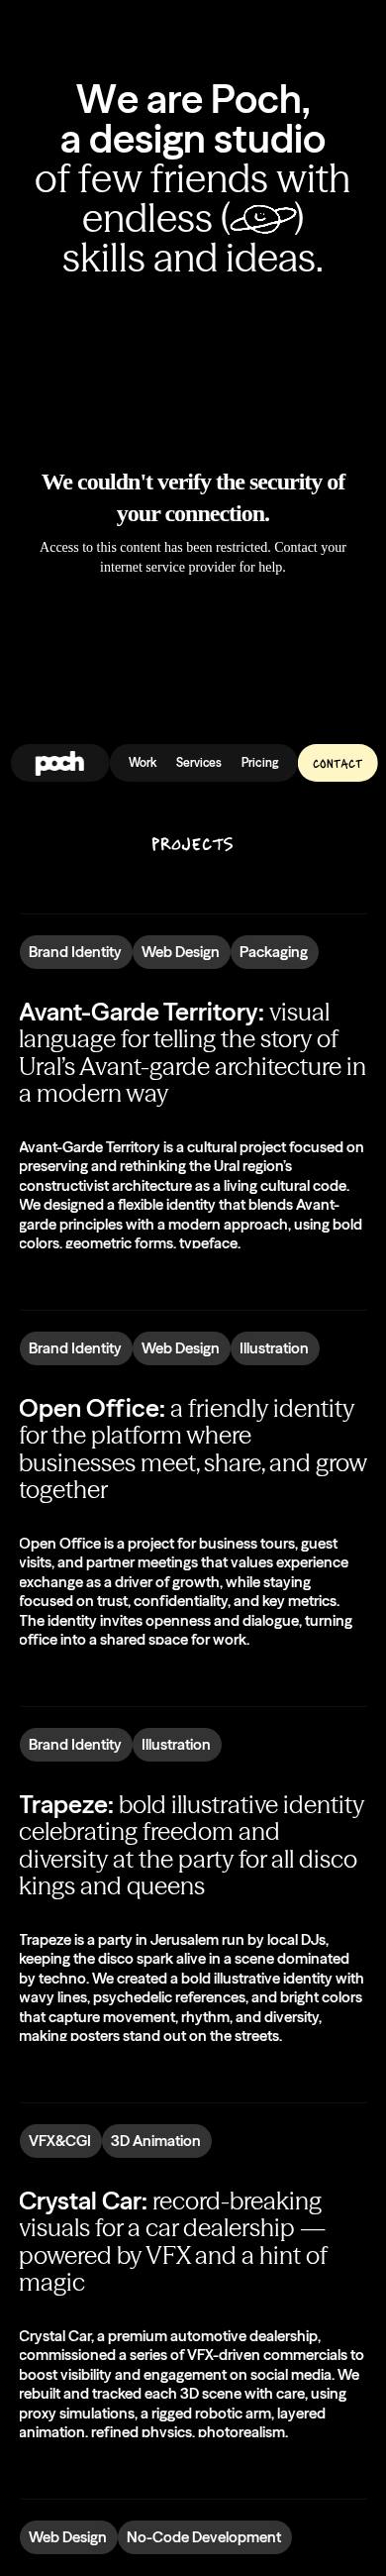 We are Poch,
a design studio
of few friends with
endless ( )
skills and ideas.
We couldn't verify the security of
your connection.
Access to this content has been restricted. Contact your
internet service provider for help.
poch Work Services Pricing CONTACT
PROJECTS
Brand Identity Web Design Packaging
Avant-Garde Territory: visual
language for telling the story of
Ural’s Avant-garde architecture in
a modern way
Avant-Garde Territory is a cultural project focused on
preserving and rethinking the Ural region’s
constructivist architecture as a living cultural code.
We designed a flexible identity that blends Avant-
garde principles with a modern approach, using bold
colors, geometric forms, typeface.
Brand Identity Web Design Illustration
Open Office: a friendly identity
for the platform where
businesses meet, share, and grow
together
Open Office is a project for business tours, guest
visits, and partner meetings that values experience
exchange as a driver of growth, while staying
focused on trust, confidentiality, and key metrics.
The identity invites openness and dialogue, turning
office into a shared space for work.
Brand Identity Illustration
Trapeze: bold illustrative identity
celebrating freedom and
diversity at the party for all disco
kings and queens
Trapeze is a party in Jerusalem run by local DJs,
keeping the disco spark alive in a scene dominated
by techno. We created a bold illustrative identity with
wavy lines, psychedelic references, and bright colors
that capture movement, rhythm, and diversity,
making posters stand out on the streets.
VFX&CGI 3D Animation
Crystal Car: record-breaking
visuals for a car dealership —
powered by VFX and a hint of
magic
Crystal Car, a premium automotive dealership,
commissioned a series of VFX-driven commercials to
boost visibility and engagement on social media. We
rebuilt and tracked each 3D scene with care, using
proxy simulations, a rigged robotic arm, layered
animation, refined physics, photorealism.
Web Design No-Code Development